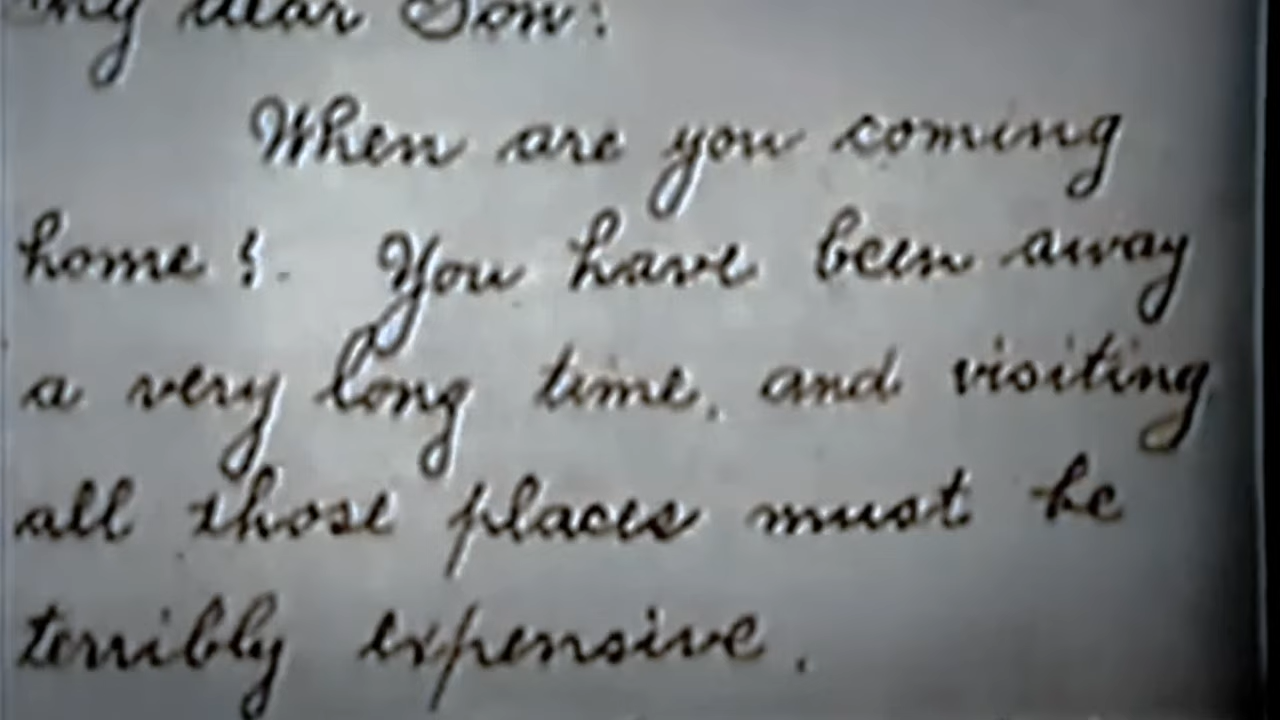 My dear Son:
When are you coming
home?. You have been away
a very long time, and visiting
all those places must be
terribly expensive.